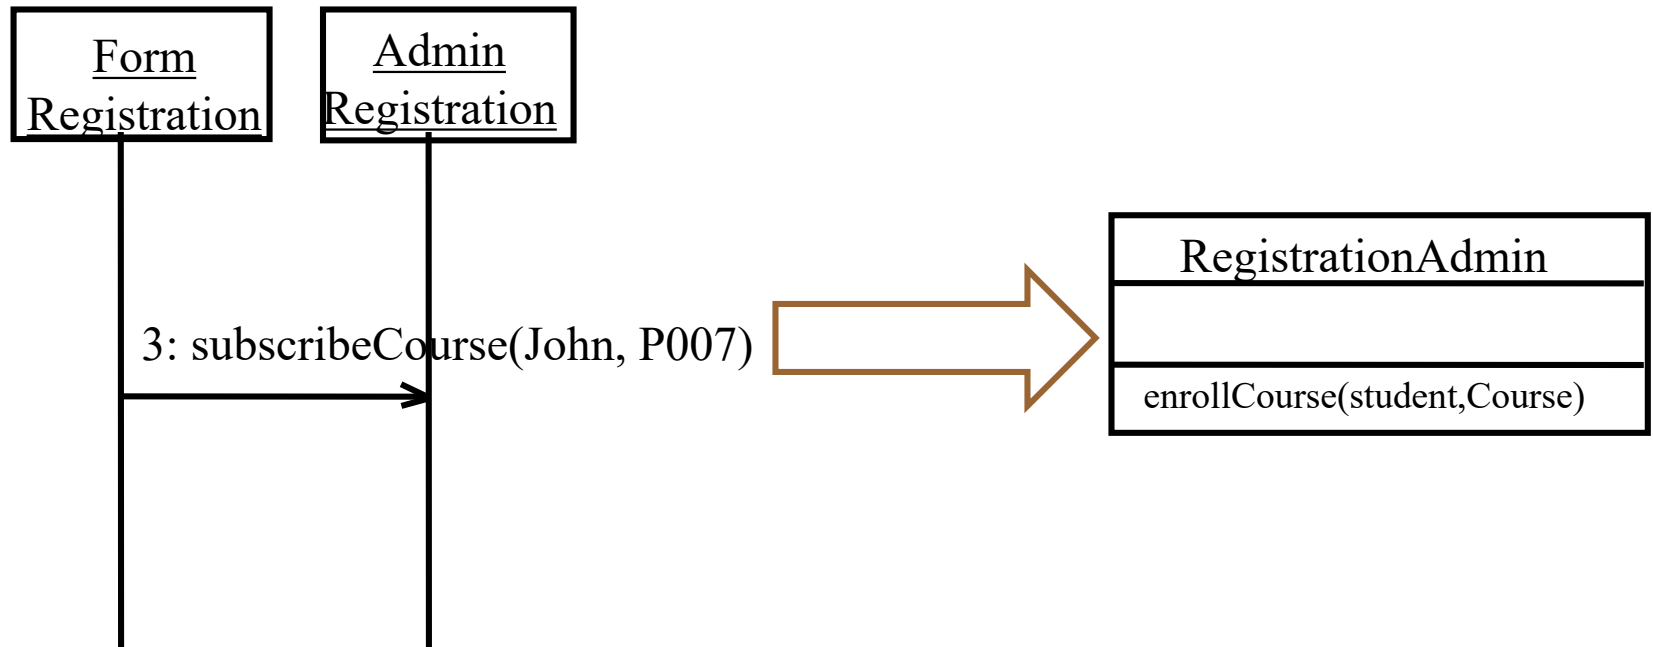 Form
Registration
Admin
Registration
RegistrationAdmin
3: subscribeCourse(John, P007)
enrollCourse(student,Course)